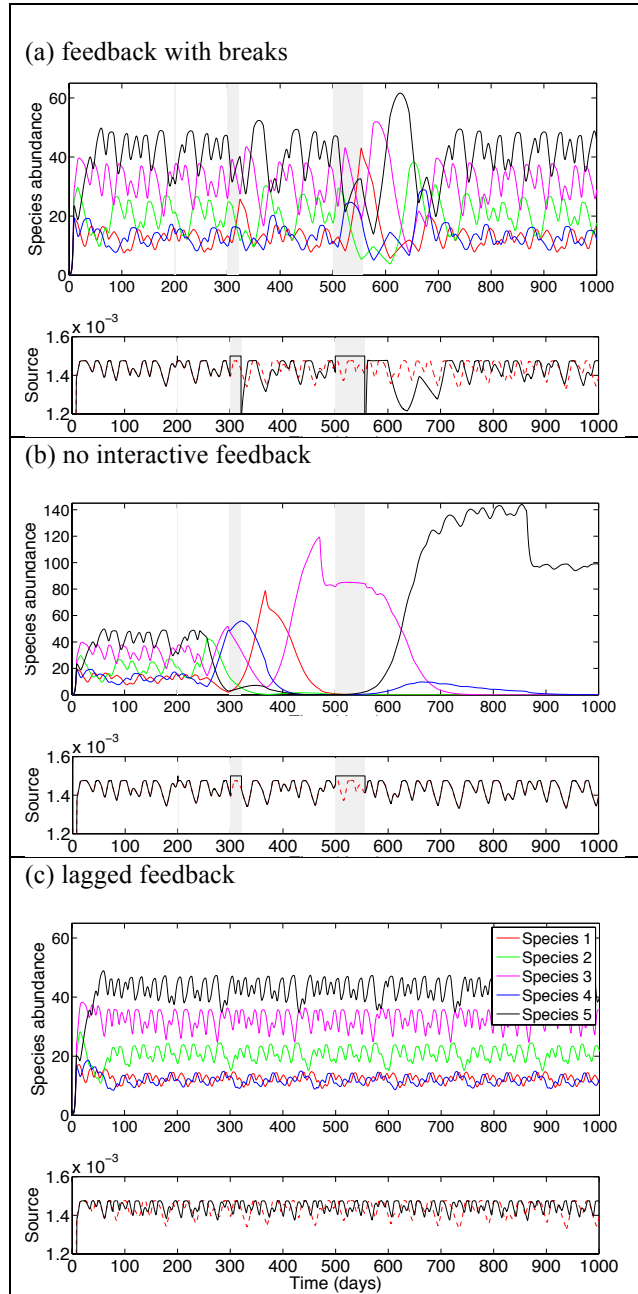 (a) feedback with breaks
60
40
20
0
Species abundance
0 100 200 300 400 500 600 700 800 900 1000
x 10⁻³
1.6
1.4
1.2
Source
0 100 200 300 400 500 600 700 800 900 1000
(b) no interactive feedback
140
120
100
80
60
40
20
0
Species abundance
0 100 200 300 400 500 600 700 800 900 1000
x 10⁻³
1.6
1.4
1.2
Source
0 100 200 300 400 500 600 700 800 900 1000
(c) lagged feedback
60
40
20
0
Species abundance
Species 1
Species 2
Species 3
Species 4
Species 5
0 100 200 300 400 500 600 700 800 900 1000
x 10⁻³
1.6
1.4
1.2
Source
0 100 200 300 400 500 600 700 800 900 1000
Time (days)